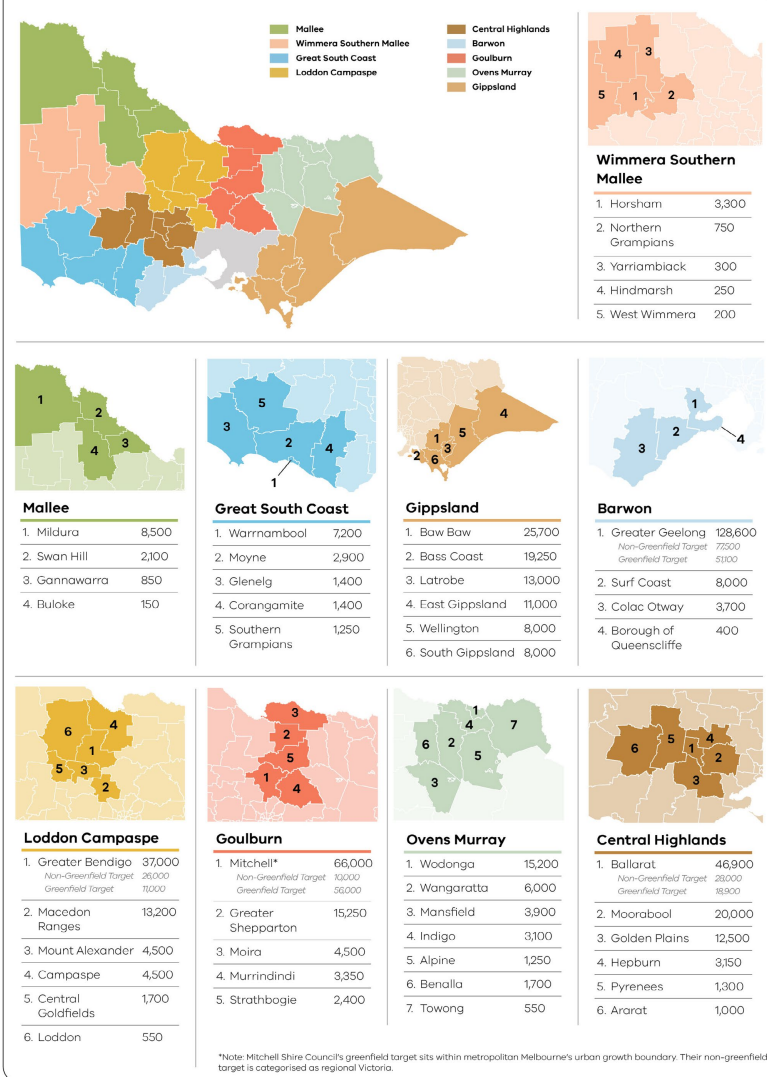 Mallee
Wimmera Southern Mallee
Great South Coast
Loddon Campaspe
Central Highlands
Barwon
Goulburn
Ovens Murray
Gippsland
4
3
5
1
2
Wimmera Southern
Mallee
1. Horsham 3,300
2. Northern
Grampians 750
3. Yarriambiack 300
4. Hindmarsh 250
5. West Wimmera 200
1
2
3
4
Mallee
1. Mildura 8,500
2. Swan Hill 2,100
3. Gannawarra 850
4. Buloke 150
5
3
2
4
1
Great South Coast
1. Warrnambool 7,200
2. Moyne 2,900
3. Glenelg 1,400
4. Corangamite 1,400
5. Southern
Grampians 1,250
4
5
1
3
2
6
Gippsland
1. Baw Baw 25,700
2. Bass Coast 19,250
3. Latrobe 13,000
4. East Gippsland 11,000
5. Wellington 8,000
6. South Gippsland 8,000
1
2
3
4
Barwon
1. Greater Geelong 128,600
Non-Greenfield Target 77,500
Greenfield Target 51,100
2. Surf Coast 8,000
3. Colac Otway 3,700
4. Borough of
Queenscliffe 400
6
4
1
5
3
2
Loddon Campaspe
1. Greater Bendigo 37,000
Non-Greenfield Target 26,000
Greenfield Target 11,000
2. Macedon
Ranges 13,200
3. Mount Alexander 4,500
4. Campaspe 4,500
5. Central
Goldfields 1,700
6. Loddon 550
3
2
5
1
4
Goulburn
1. Mitchell* 66,000
Non-Greenfield Target 10,000
Greenfield Target 56,000
2. Greater
Shepparton 15,250
3. Moira 4,500
4. Murrindindi 3,350
5. Strathbogie 2,400
1
4
7
6
2
5
3
Ovens Murray
1. Wodonga 15,200
2. Wangaratta 6,000
3. Mansfield 3,900
4. Indigo 3,100
5. Alpine 1,250
6. Benalla 1,700
7. Towong 550
6
5
1
4
2
3
Central Highlands
1. Ballarat 46,900
Non-Greenfield Target 28,000
Greenfield Target 18,900
2. Moorabool 20,000
3. Golden Plains 12,500
4. Hepburn 3,150
5. Pyrenees 1,300
6. Ararat 1,000
*Note: Mitchell Shire Council's greenfield target sits within metropolitan Melbourne's urban growth boundary. Their non-greenfield
target is categorised as regional Victoria.